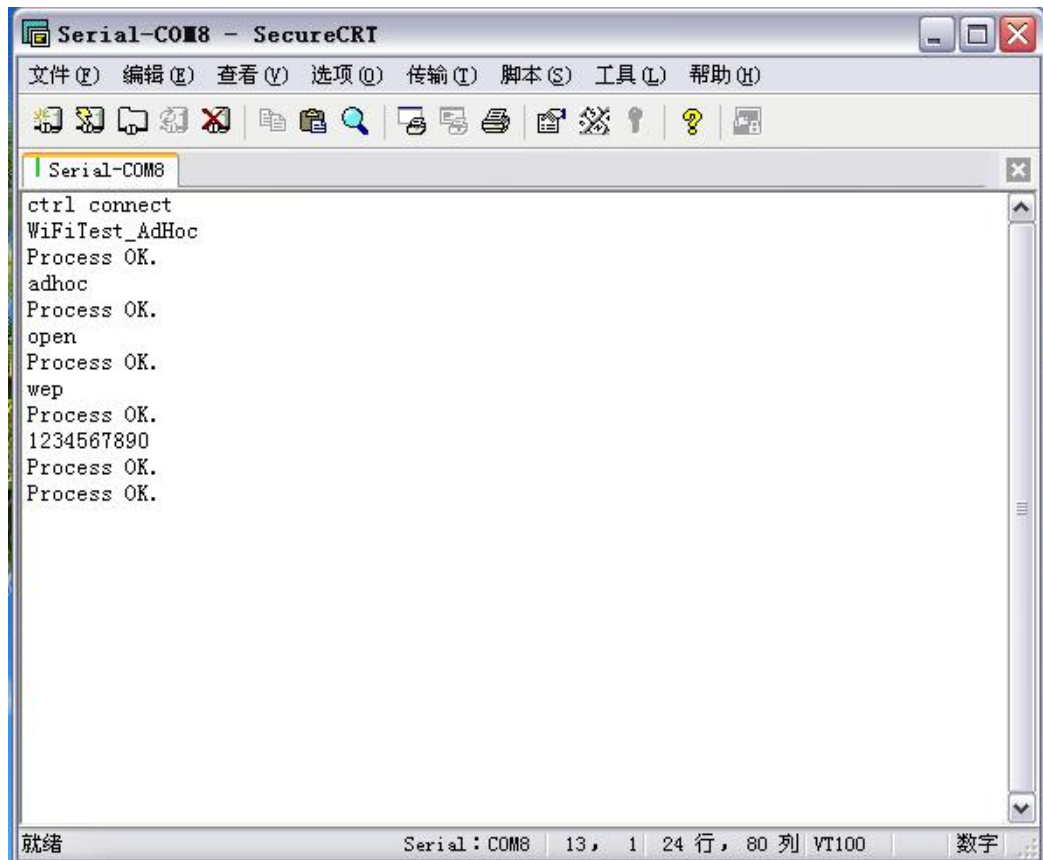 Serial-COM8 - SecureCRT
文件(F) 编辑(E) 查看(V) 选项(O) 传输(T) 脚本(S) 工具(L) 帮助(H)
Serial-COM8
ctrl connect
WiFiTest_AdHoc
Process OK.
adhoc
Process OK.
open
Process OK.
wep
Process OK.
1234567890
Process OK.
Process OK.
就绪 Serial：COM8 13， 1 24 行，80 列 VT100 数字